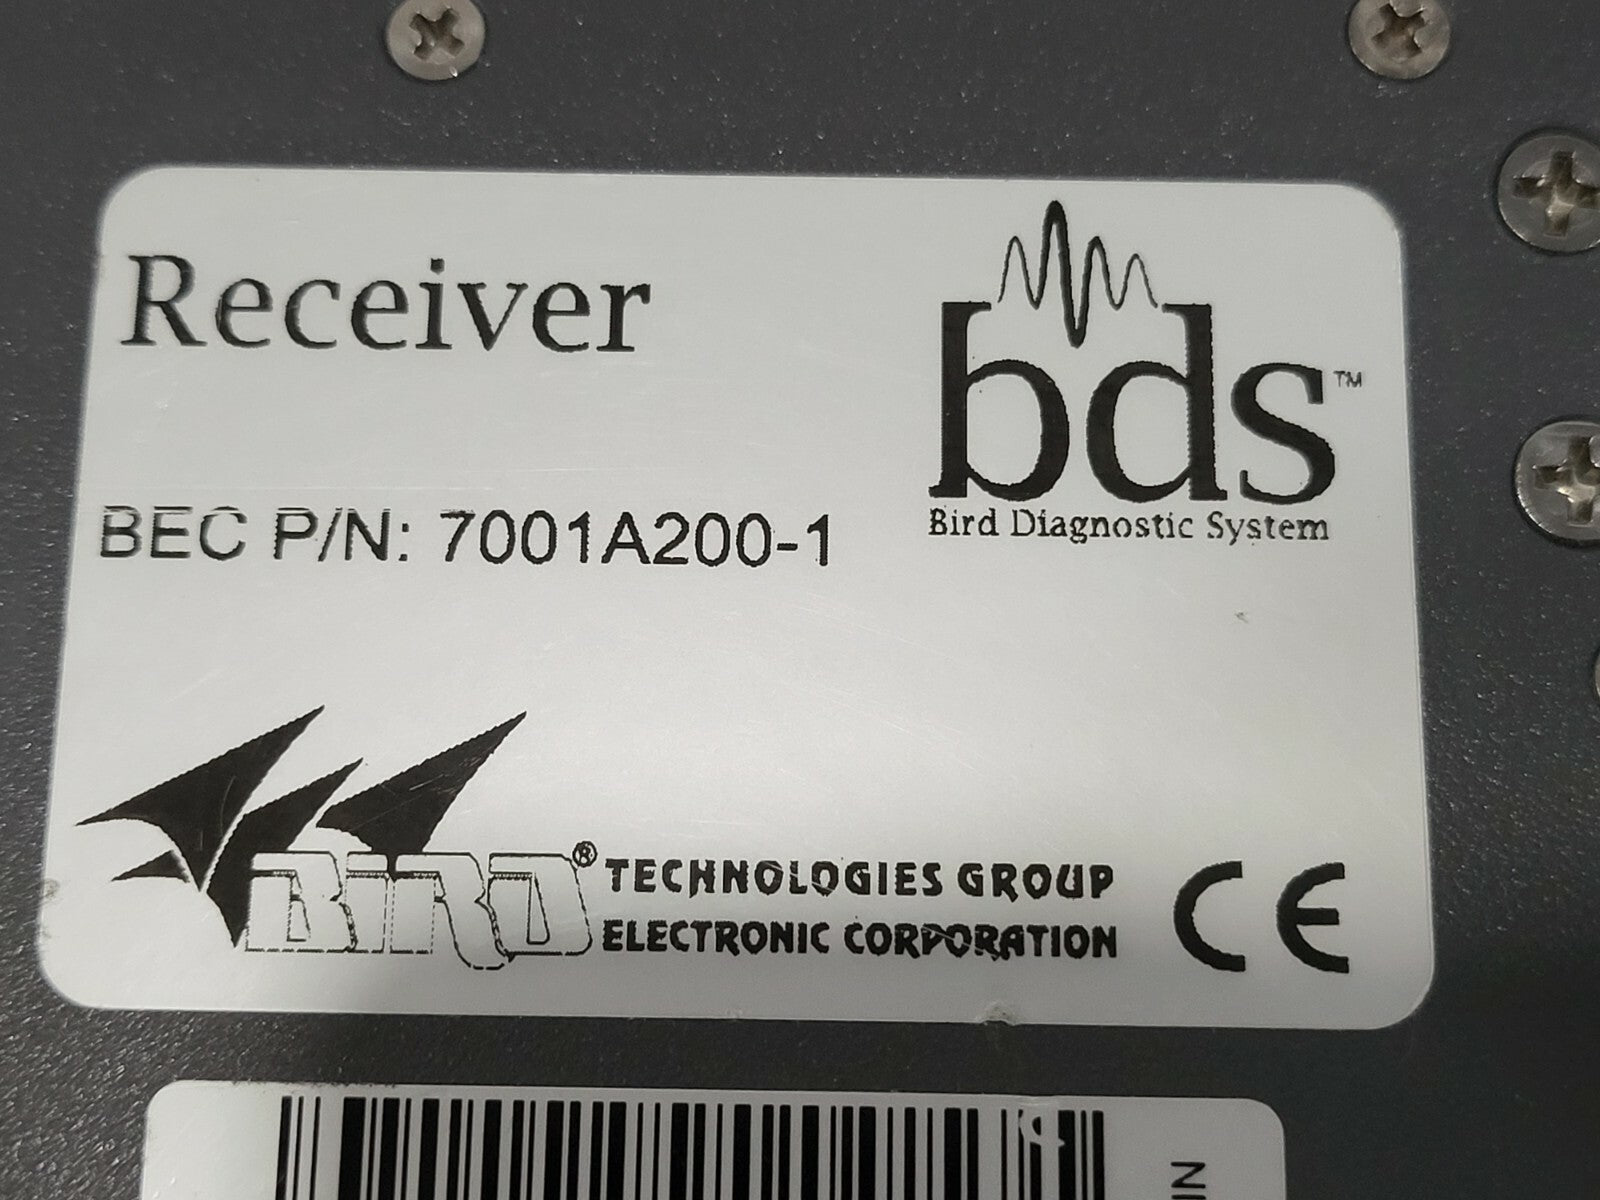 Receiver
bds™
Bird Diagnostic System
BEC P/N: 7001A200-1
BIRD® TECHNOLOGIES GROUP
ELECTRONIC CORPORATION
CE